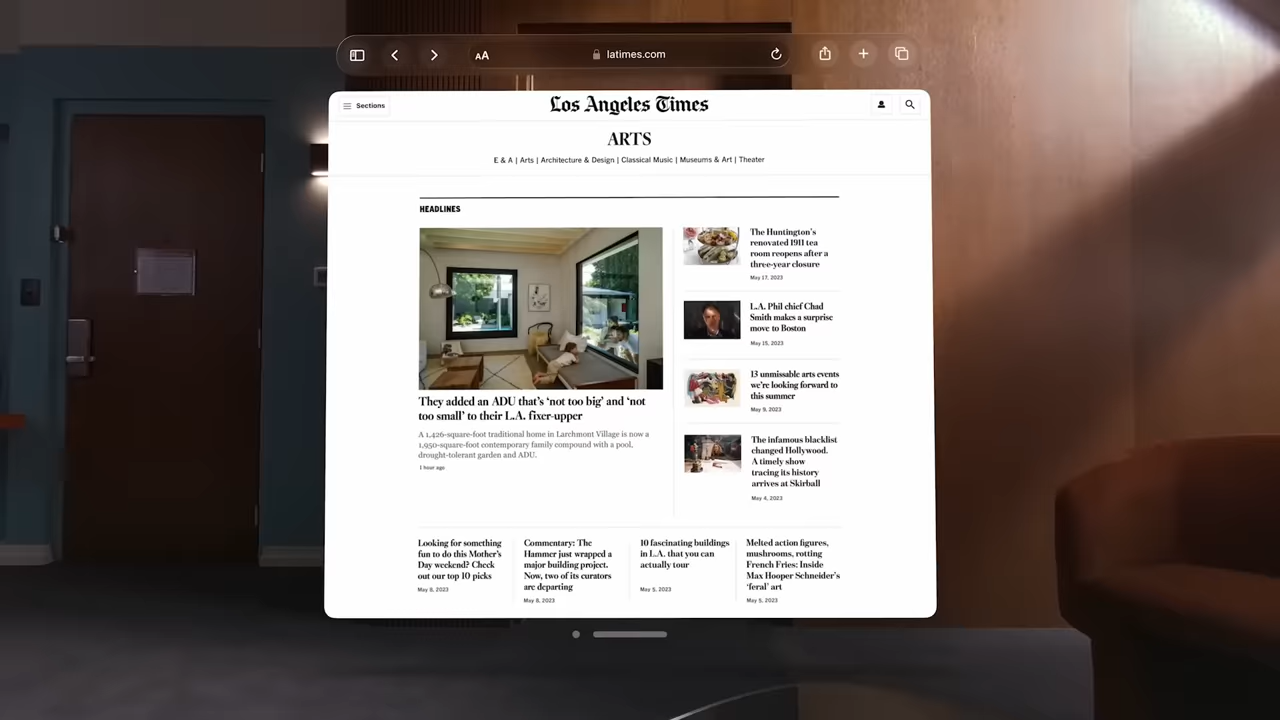 AA
latimes.com
Sections
Los Angeles Times
ARTS
E & A | Arts | Architecture & Design | Classical Music | Museums & Art | Theater
HEADLINES
They added an ADU that's ‘not too big’ and ‘not
too small’ to their L.A. fixer-upper
A 1,426-square-foot traditional home in Larchmont Village is now a
1,950-square-foot contemporary family compound with a pool,
drought-tolerant garden and ADU.
1 hour ago
The Huntington's
renovated 1911 tea
room reopens after a
three-year closure
May 17, 2023
L.A. Phil chief Chad
Smith makes a surprise
move to Boston
May 15, 2023
13 unmissable arts events
we're looking forward to
this summer
May 9, 2023
The infamous blacklist
changed Hollywood.
A timely show
tracing its history
arrives at Skirball
May 4, 2023
Looking for something
fun to do this Mother's
Day weekend? Check
out our top 10 picks
May 8, 2023
Commentary: The
Hammer just wrapped a
major building project.
Now, two of its curators
are departing
May 8, 2023
10 fascinating buildings
in L.A. that you can
actually tour
May 5, 2023
Melted action figures,
mushrooms, rotting
French Fries: Inside
Max Hooper Schneider's
‘feral’ art
May 5, 2023